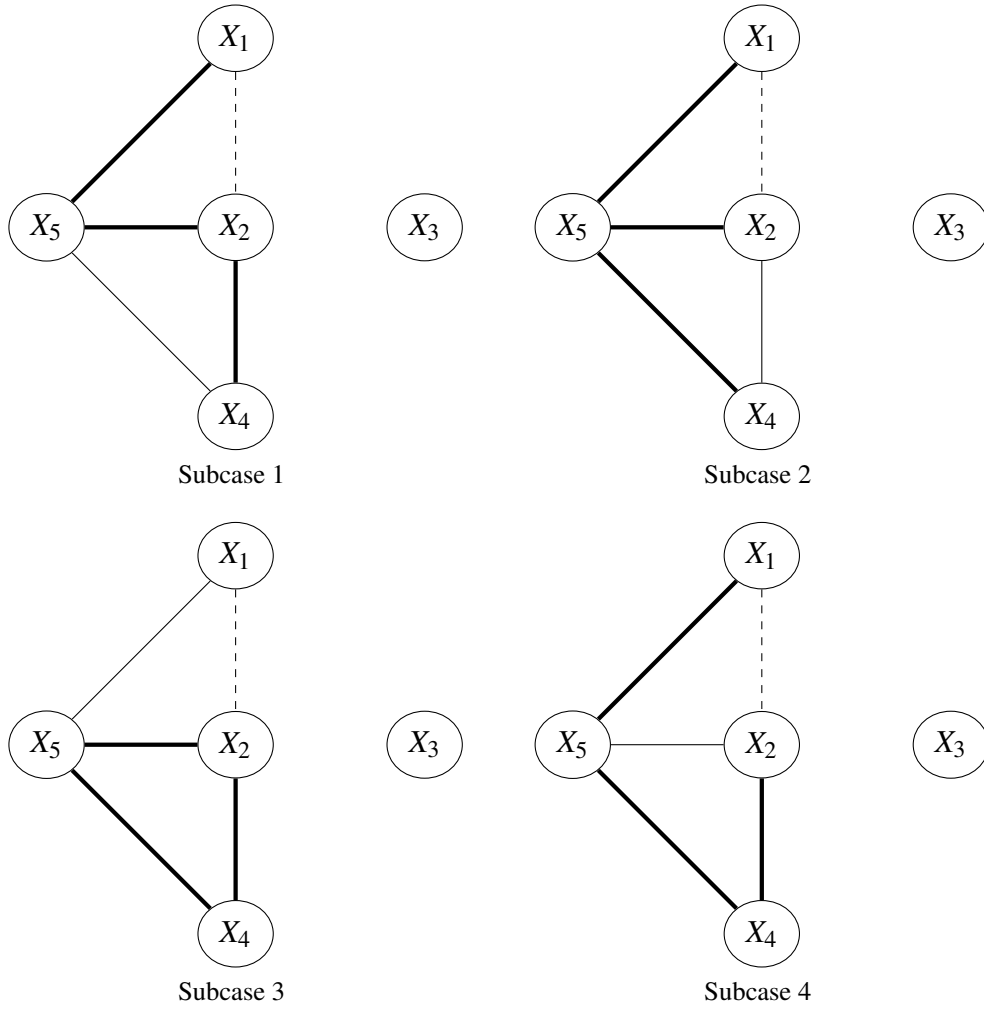 X₁ X₁
X₅ X₂ X₃ X₅ X₂ X₃
X₄ X₄
Subcase 1 Subcase 2
X₁ X₁
X₅ X₂ X₃ X₅ X₂ X₃
X₄ X₄
Subcase 3 Subcase 4